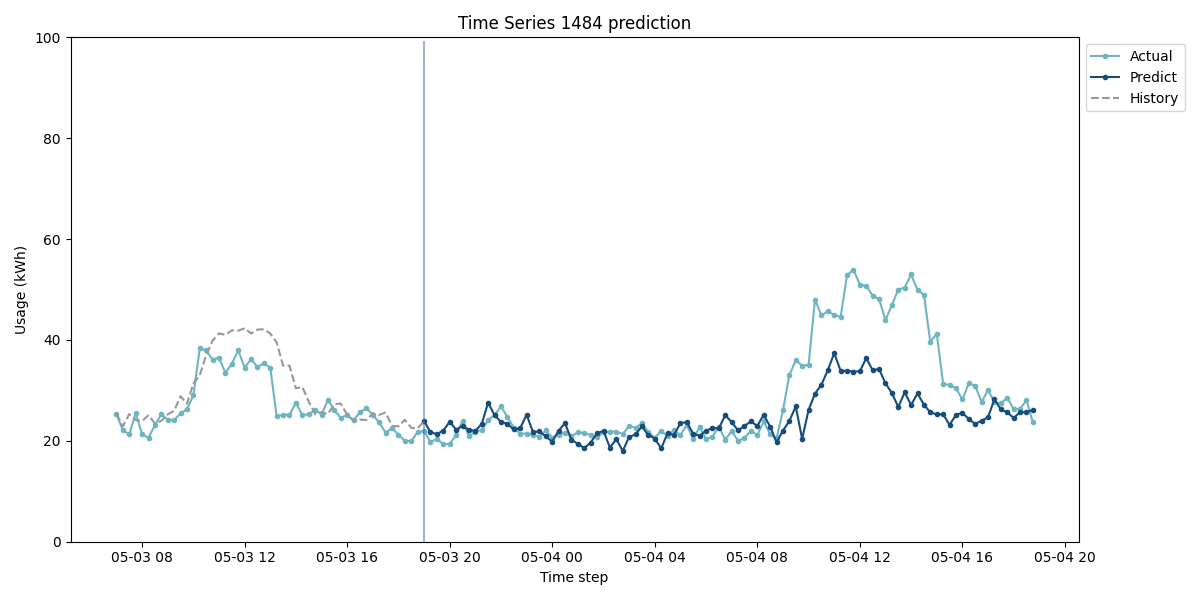 Time Series 1484 prediction
100
80
60
40
20
0
Usage (kWh)
05-03 08 05-03 12 05-03 16 05-03 20 05-04 00 05-04 04 05-04 08 05-04 12 05-04 16 05-04 20
Time step
Actual
Predict
History